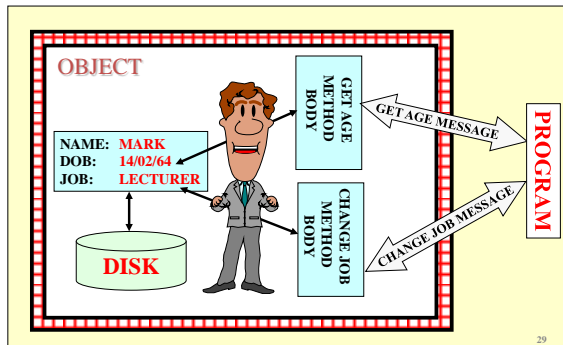 OBJECT
NAME: MARK
DOB: 14/02/64
JOB: LECTURER
DISK
GET AGE
METHOD
BODY
CHANGE JOB
METHOD
BODY
GET AGE MESSAGE
CHANGE JOB MESSAGE
PROGRAM
29